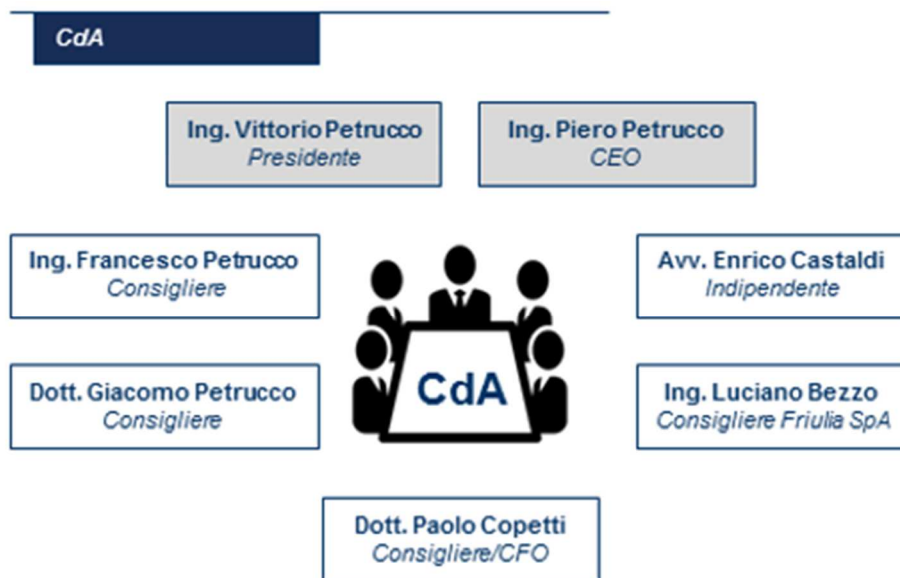 CdA
Ing. Vittorio Petrucco
Presidente
Ing. Piero Petrucco
CEO
Ing. Francesco Petrucco
Consigliere
Avv. Enrico Castaldi
Indipendente
CdA
Dott. Giacomo Petrucco
Consigliere
Ing. Luciano Bezzo
Consigliere Friulia SpA
Dott. Paolo Copetti
Consigliere/CFO